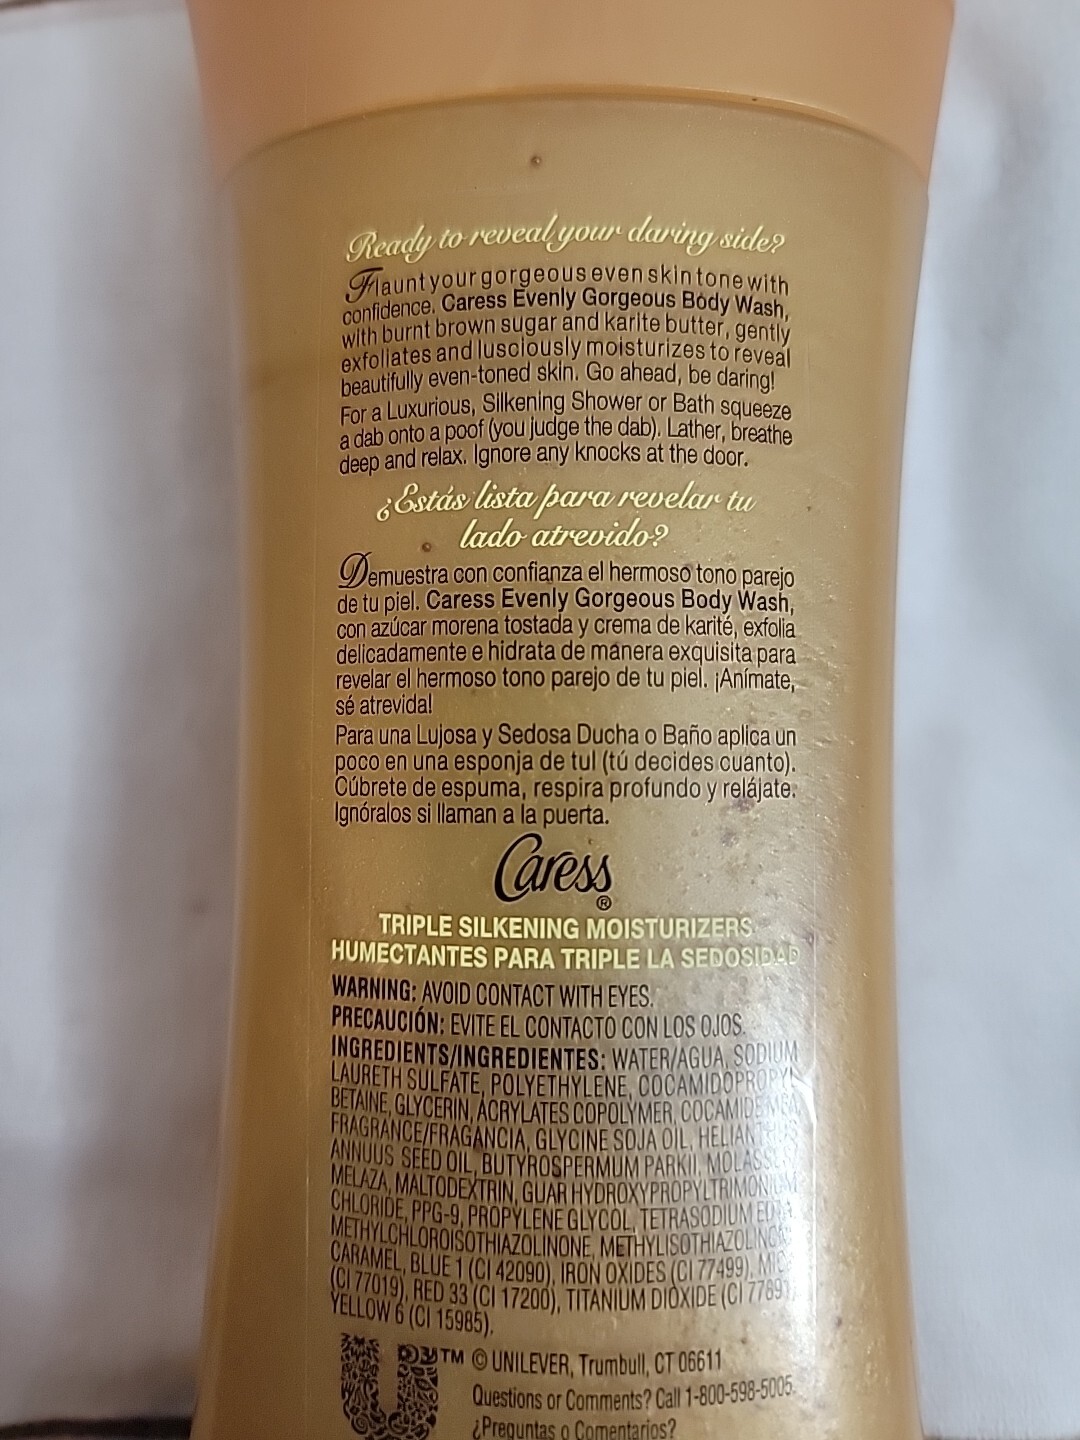 Ready to reveal your daring side?
Flaunt your gorgeous even skin tone with
confidence. Caress Evenly Gorgeous Body Wash,
with burnt brown sugar and karite butter, gently
exfoliates and lusciously moisturizes to reveal
beautifully even-toned skin. Go ahead, be daring!
For a Luxurious, Silkening Shower or Bath squeeze
a dab onto a poof (you judge the dab). Lather, breathe
deep and relax. Ignore any knocks at the door.
¿Estás lista para revelar tu
lado atrevido?
Demuestra con confianza el hermoso tono parejo
de tu piel. Caress Evenly Gorgeous Body Wash,
con azúcar morena tostada y crema de karité, exfolia
delicadamente e hidrata de manera exquisita para
revelar el hermoso tono parejo de tu piel. ¡Anímate,
sé atrevida!
Para una Lujosa y Sedosa Ducha o Baño aplica un
poco en una esponja de tul (tú decides cuanto).
Cúbrete de espuma, respira profundo y relájate.
Ignóralos si llaman a la puerta.
Caress®
TRIPLE SILKENING MOISTURIZERS
HUMECTANTES PARA TRIPLE LA SEDOSIDAD
WARNING: AVOID CONTACT WITH EYES.
PRECAUCIÓN: EVITE EL CONTACTO CON LOS OJOS.
INGREDIENTS/INGREDIENTES: WATER/AGUA, SODIUM
LAURETH SULFATE, POLYETHYLENE, COCAMIDOPROPYL
BETAINE, GLYCERIN, ACRYLATES COPOLYMER, COCAMIDE MEA,
FRAGRANCE/FRAGANCIA, GLYCINE SOJA OIL, HELIANTHUS
ANNUUS SEED OIL, BUTYROSPERMUM PARKII, MOLASSES/
MELAZA, MALTODEXTRIN, GUAR HYDROXYPROPYLTRIMONIUM
CHLORIDE, PPG-9, PROPYLENE GLYCOL, TETRASODIUM EDTA,
METHYLCHLOROISOTHIAZOLINONE, METHYLISOTHIAZOLINONE,
CARAMEL, BLUE 1 (CI 42090), IRON OXIDES (CI 77499), MICA
(CI 77019), RED 33 (CI 17200), TITANIUM DIOXIDE (CI 77891),
YELLOW 6 (CI 15985).
™ © UNILEVER, Trumbull, CT 06611
Questions or Comments? Call 1-800-598-5005.
¿Preguntas o Comentarios?